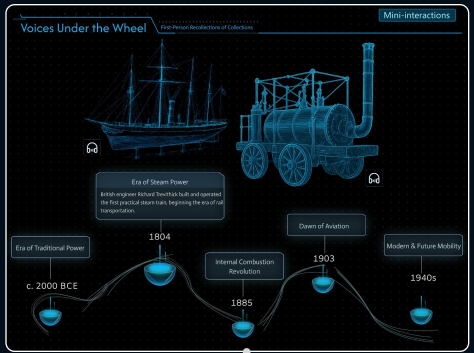 Mini-interactions
Voices Under the Wheel
First-Person Recollections of Collections
Era of Steam Power
British engineer Richard Trevithick built and operated
the first practical steam train, beginning the era of rail
transportation.
1804
Era of Traditional Power
c. 2000 BCE
Internal Combustion
Revolution
1885
Dawn of Aviation
1903
Modern & Future Mobility
1940s